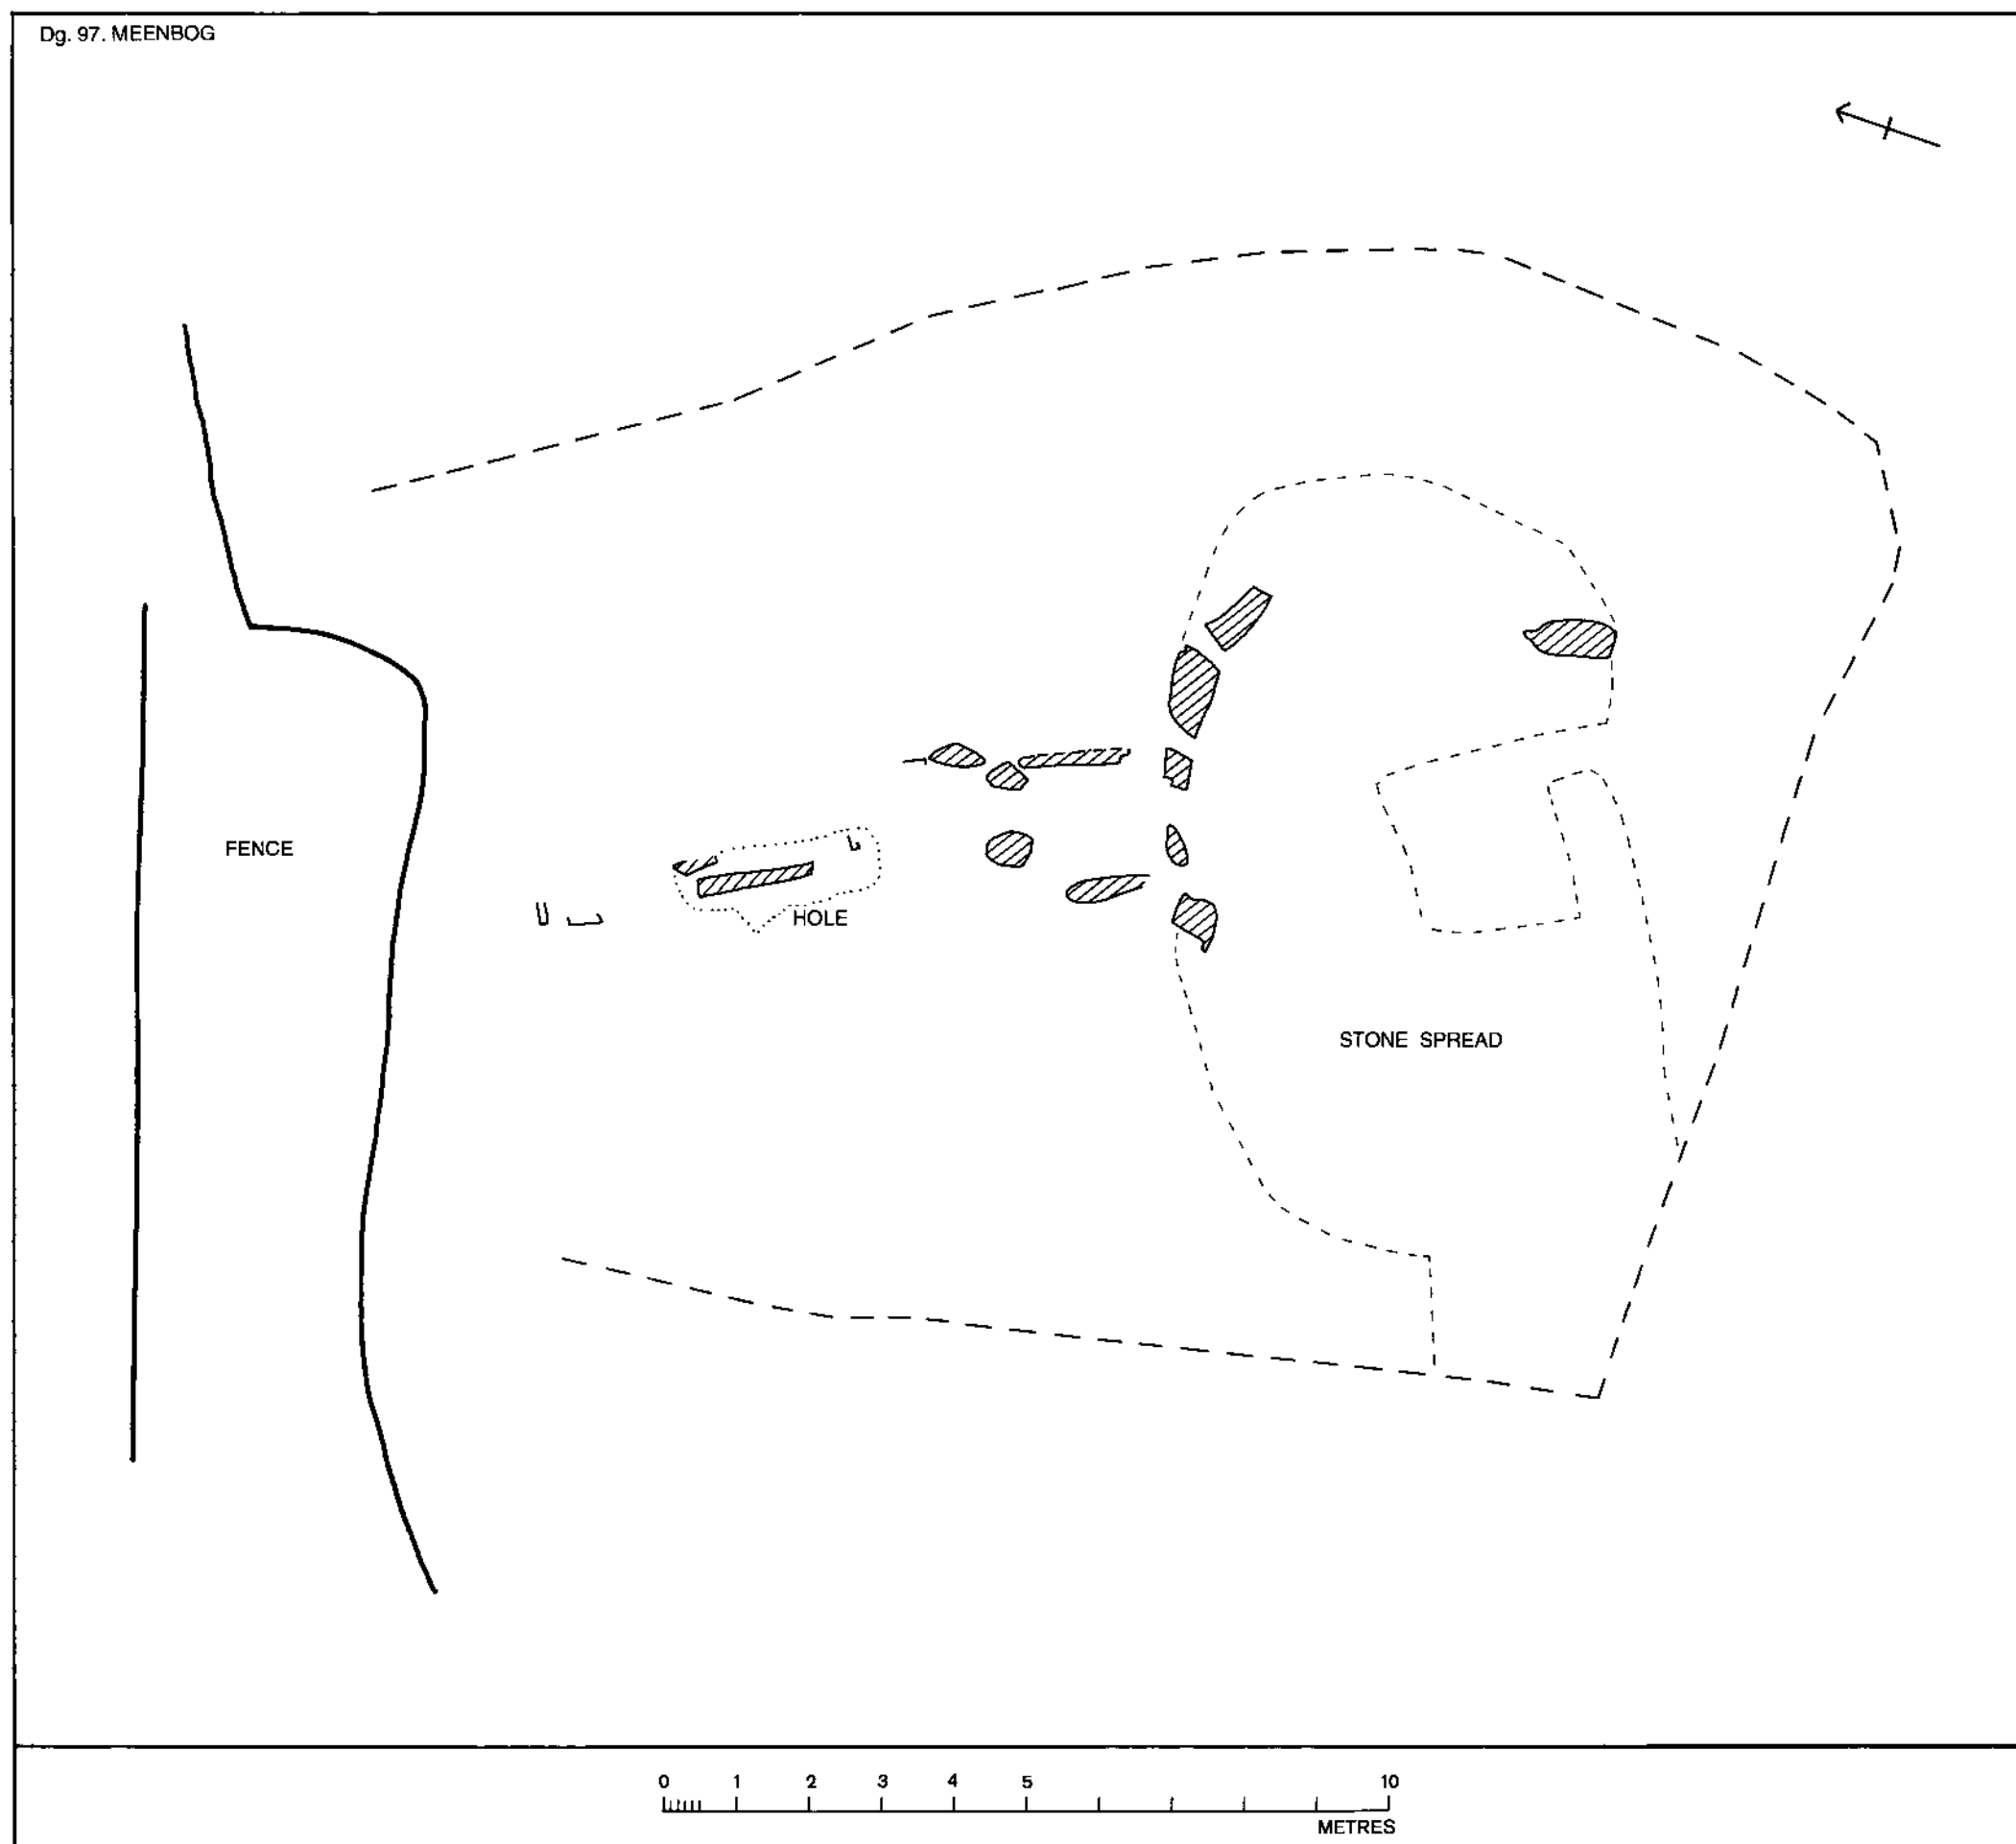 Dg. 97. MEENBOG
FENCE
HOLE
STONE SPREAD
0 1 2 3 4 5 10
METRES